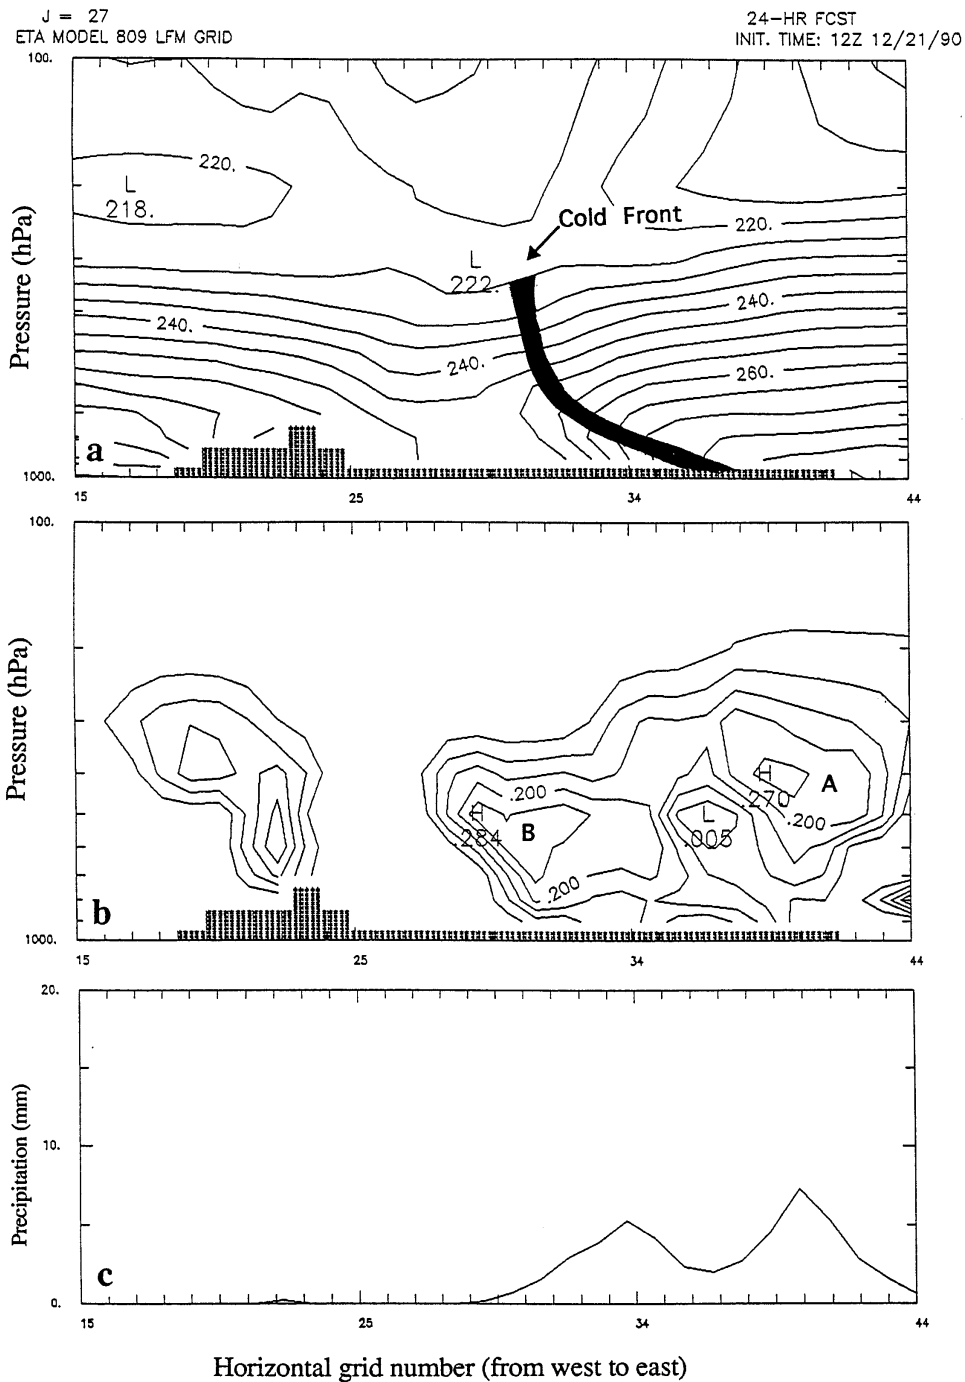 J = 27
ETA MODEL 809 LFM GRID
24-HR FCST
INIT. TIME: 12Z 12/21/90
100.
220.
L
218.
Cold Front
220.
L
222.
240.
240.
240.
260.
Pressure (hPa)
a
1000.
15
25
34
44
100.
Pressure (hPa)
.200
H
.284
B
H
.270
A
L
.005
.200
.200
b
1000.
15
25
34
44
20.
Precipitation (mm)
10.
c
0.
15
25
34
44
Horizontal grid number (from west to east)